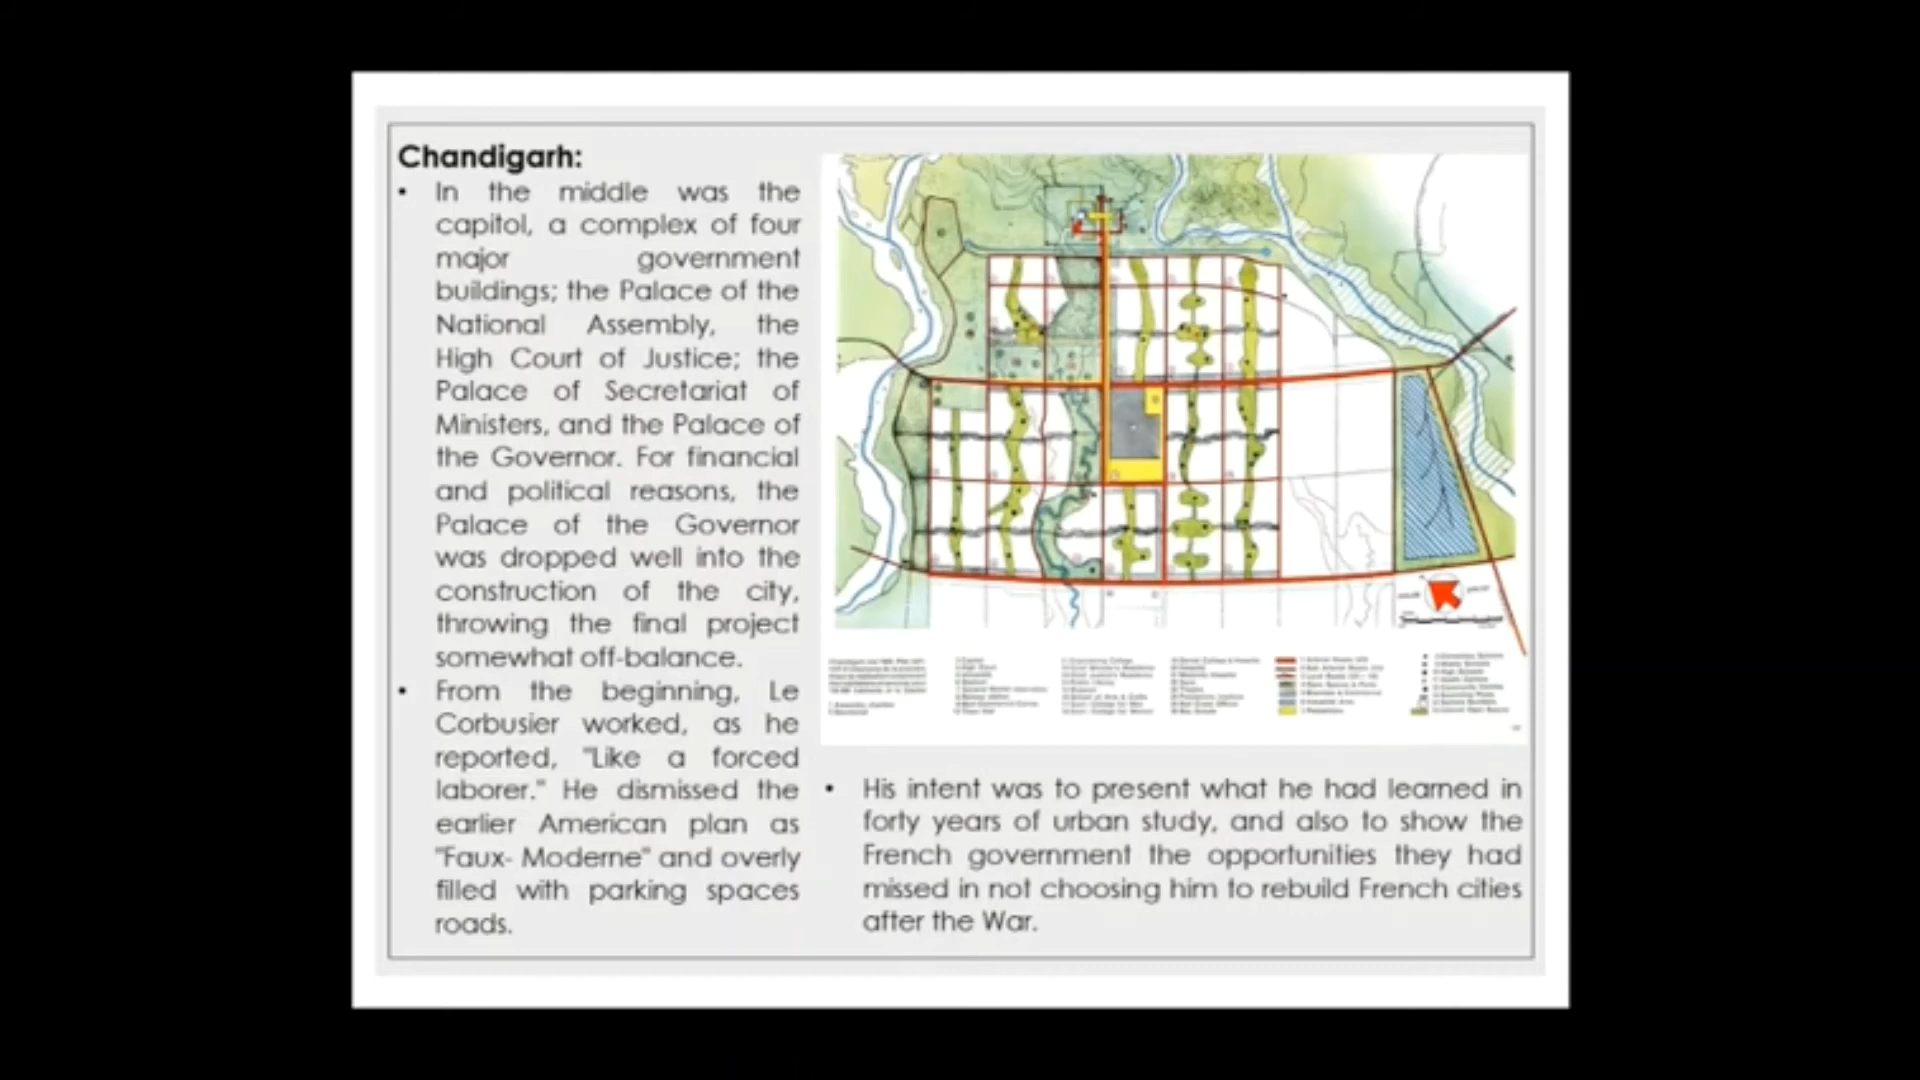 Chandigarh:
• In the middle was the
capitol, a complex of four
major government
buildings; the Palace of the
National Assembly, the
High Court of Justice; the
Palace of Secretariat of
Ministers, and the Palace of
the Governor. For financial
and political reasons, the
Palace of the Governor
was dropped well into the
construction of the city,
throwing the final project
somewhat off-balance.
• From the beginning, Le
Corbusier worked, as he
reported, "Like a forced
laborer." He dismissed the
earlier American plan as
"Faux- Moderne" and overly
filled with parking spaces
roads.
• His intent was to present what he had learned in
forty years of urban study, and also to show the
French government the opportunities they had
missed in not choosing him to rebuild French cities
after the War.